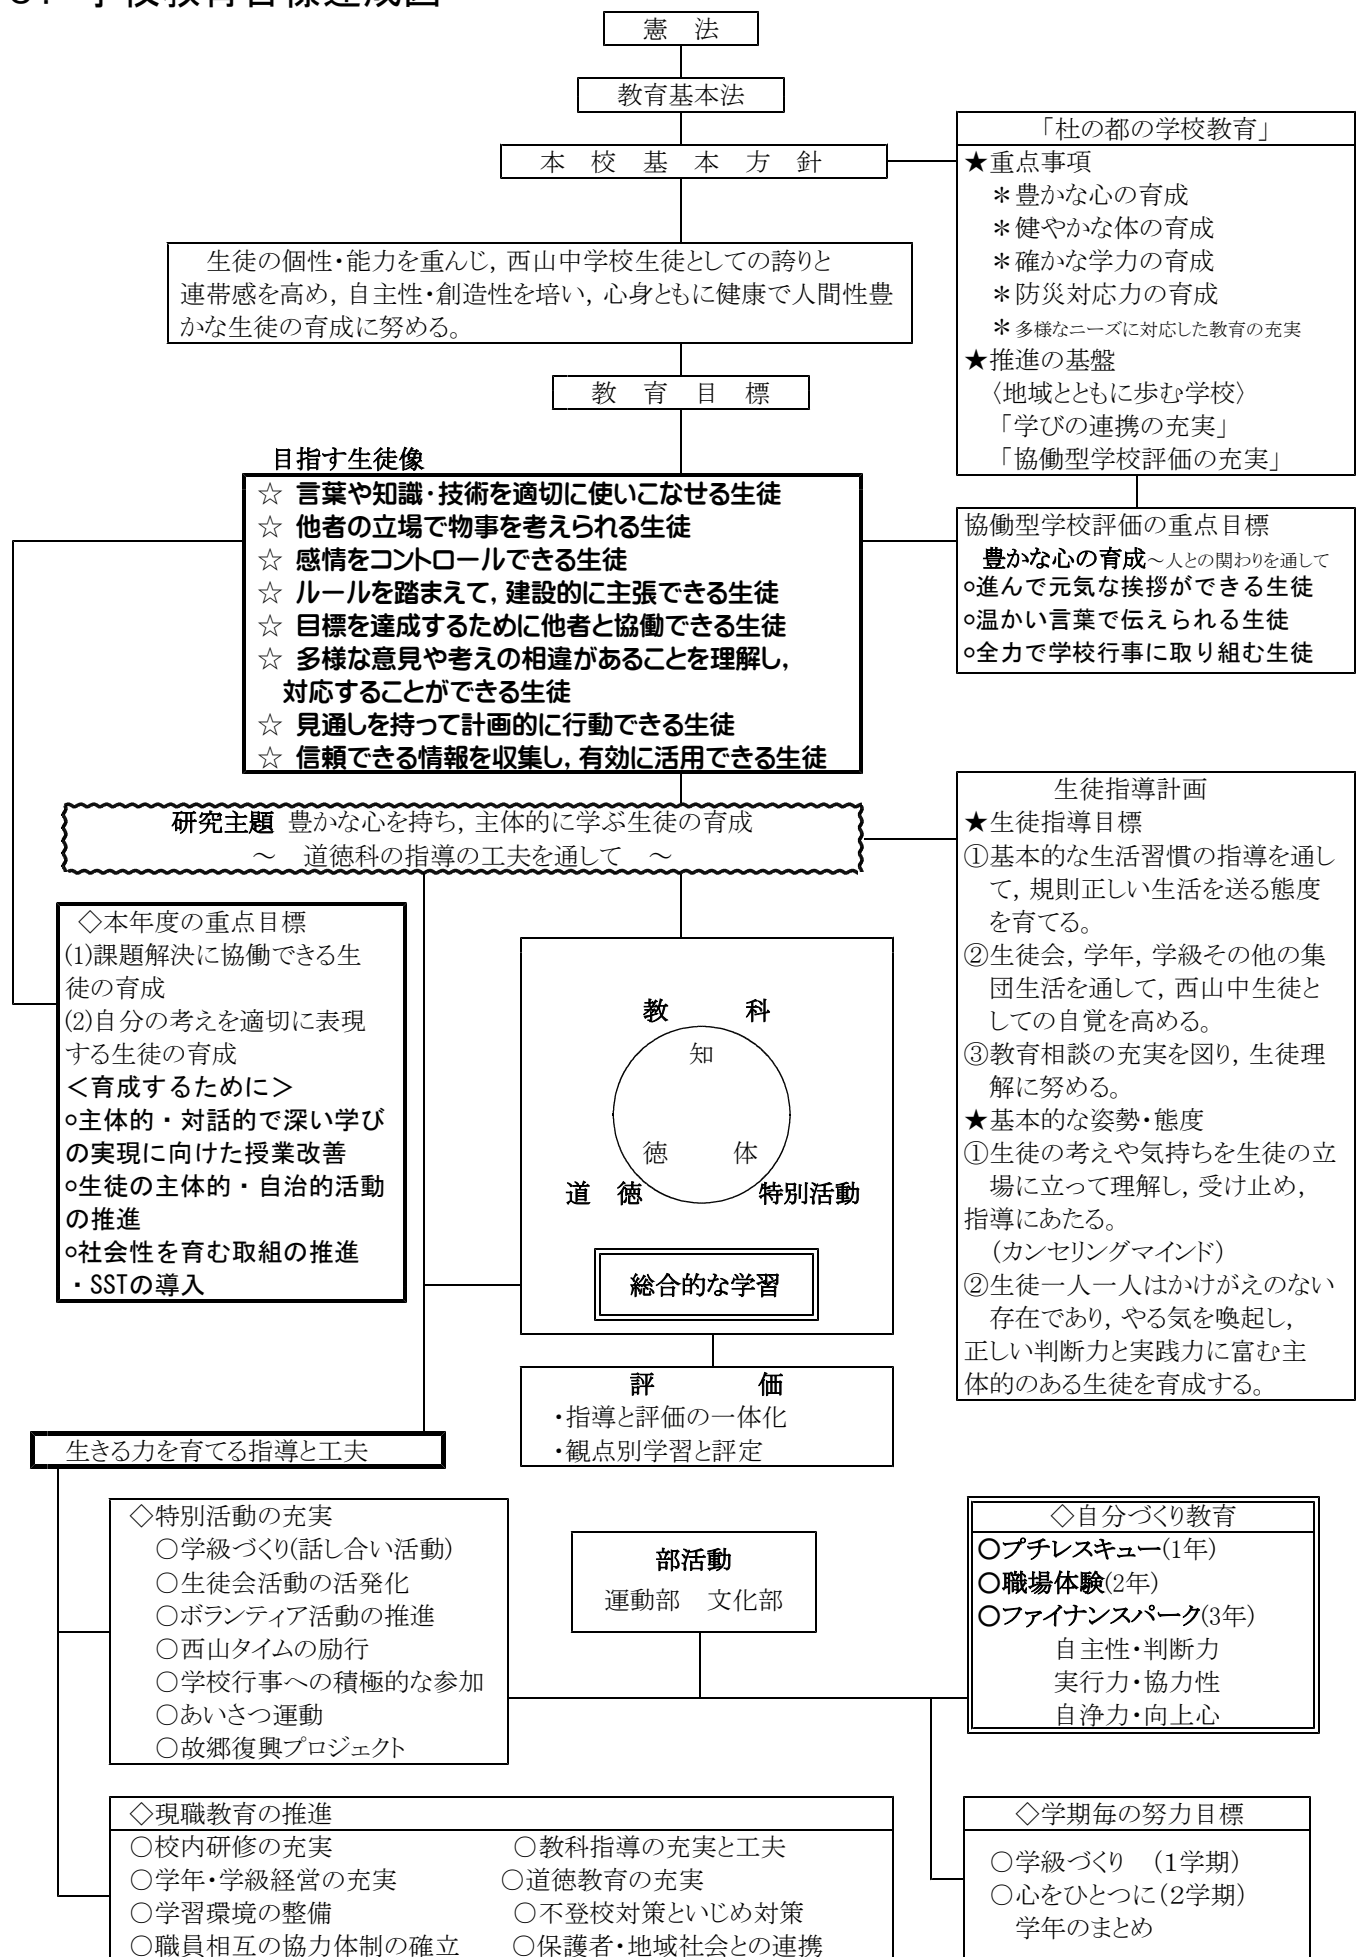 憲　法
教育基本法
本　校　基　本　方　針
「杜の都の学校教育」
★重点事項
＊豊かな心の育成
＊健やかな体の育成
＊確かな学力の育成
＊防災対応力の育成
＊多様なニーズに対応した教育の充実
★推進の基盤
〈地域とともに歩む学校〉
「学びの連携の充実」
「協働型学校評価の充実」
生徒の個性・能力を重んじ，西山中学校生徒としての誇りと
連帯感を高め，自主性・創造性を培い，心身ともに健康で人間性豊
かな生徒の育成に努める。
教　育　目　標
目指す生徒像
☆ 言葉や知識・技術を適切に使いこなせる生徒
☆ 他者の立場で物事を考えられる生徒
☆ 感情をコントロールできる生徒
☆ ルールを踏まえて，建設的に主張できる生徒
☆ 目標を達成するために他者と協働できる生徒
☆ 多様な意見や考えの相違があることを理解し，
対応することができる生徒
☆ 見通しを持って計画的に行動できる生徒
☆ 信頼できる情報を収集し，有効に活用できる生徒
協働型学校評価の重点目標
豊かな心の育成～人との関わりを通して
○進んで元気な挨拶ができる生徒
○温かい言葉で伝えられる生徒
○全力で学校行事に取り組む生徒
研究主題 豊かな心を持ち，主体的に学ぶ生徒の育成
～　道徳科の指導の工夫を通して　～
生徒指導計画
★生徒指導目標
①基本的な生活習慣の指導を通し
て，規則正しい生活を送る態度
を育てる。
②生徒会，学年，学級その他の集
団生活を通して，西山中生徒と
しての自覚を高める。
③教育相談の充実を図り，生徒理
解に努める。
★基本的な姿勢・態度
①生徒の考えや気持ちを生徒の立
場に立って理解し，受け止め，
指導にあたる。
（カンセリングマインド）
②生徒一人一人はかけがえのない
存在であり，やる気を喚起し，
正しい判断力と実践力に富む主
体的のある生徒を育成する。
◇本年度の重点目標
(1)課題解決に協働できる生
徒の育成
(2)自分の考えを適切に表現
する生徒の育成
＜育成するために＞
○主体的・対話的で深い学び
の実現に向けた授業改善
○生徒の主体的・自治的活動
の推進
○社会性を育む取組の推進
・SSTの導入
教　　科
知
徳　　体
道　徳　　特別活動
総合的な学習
評　　価
・指導と評価の一体化
・観点別学習と評定
生きる力を育てる指導と工夫
◇特別活動の充実
○学級づくり(話し合い活動)
○生徒会活動の活発化
○ボランティア活動の推進
○西山タイムの励行
○学校行事への積極的な参加
○あいさつ運動
○故郷復興プロジェクト
部活動
運動部　文化部
◇自分づくり教育
○プチレスキュー(1年)
○職場体験(2年)
○ファイナンスパーク(3年)
自主性・判断力
実行力・協力性
自浄力・向上心
◇現職教育の推進
○校内研修の充実　　○教科指導の充実と工夫
○学年・学級経営の充実　　○道徳教育の充実
○学習環境の整備　　○不登校対策といじめ対策
○職員相互の協力体制の確立　　○保護者・地域社会との連携
◇学期毎の努力目標
○学級づくり　（１学期）
○心をひとつに（２学期）
学年のまとめ